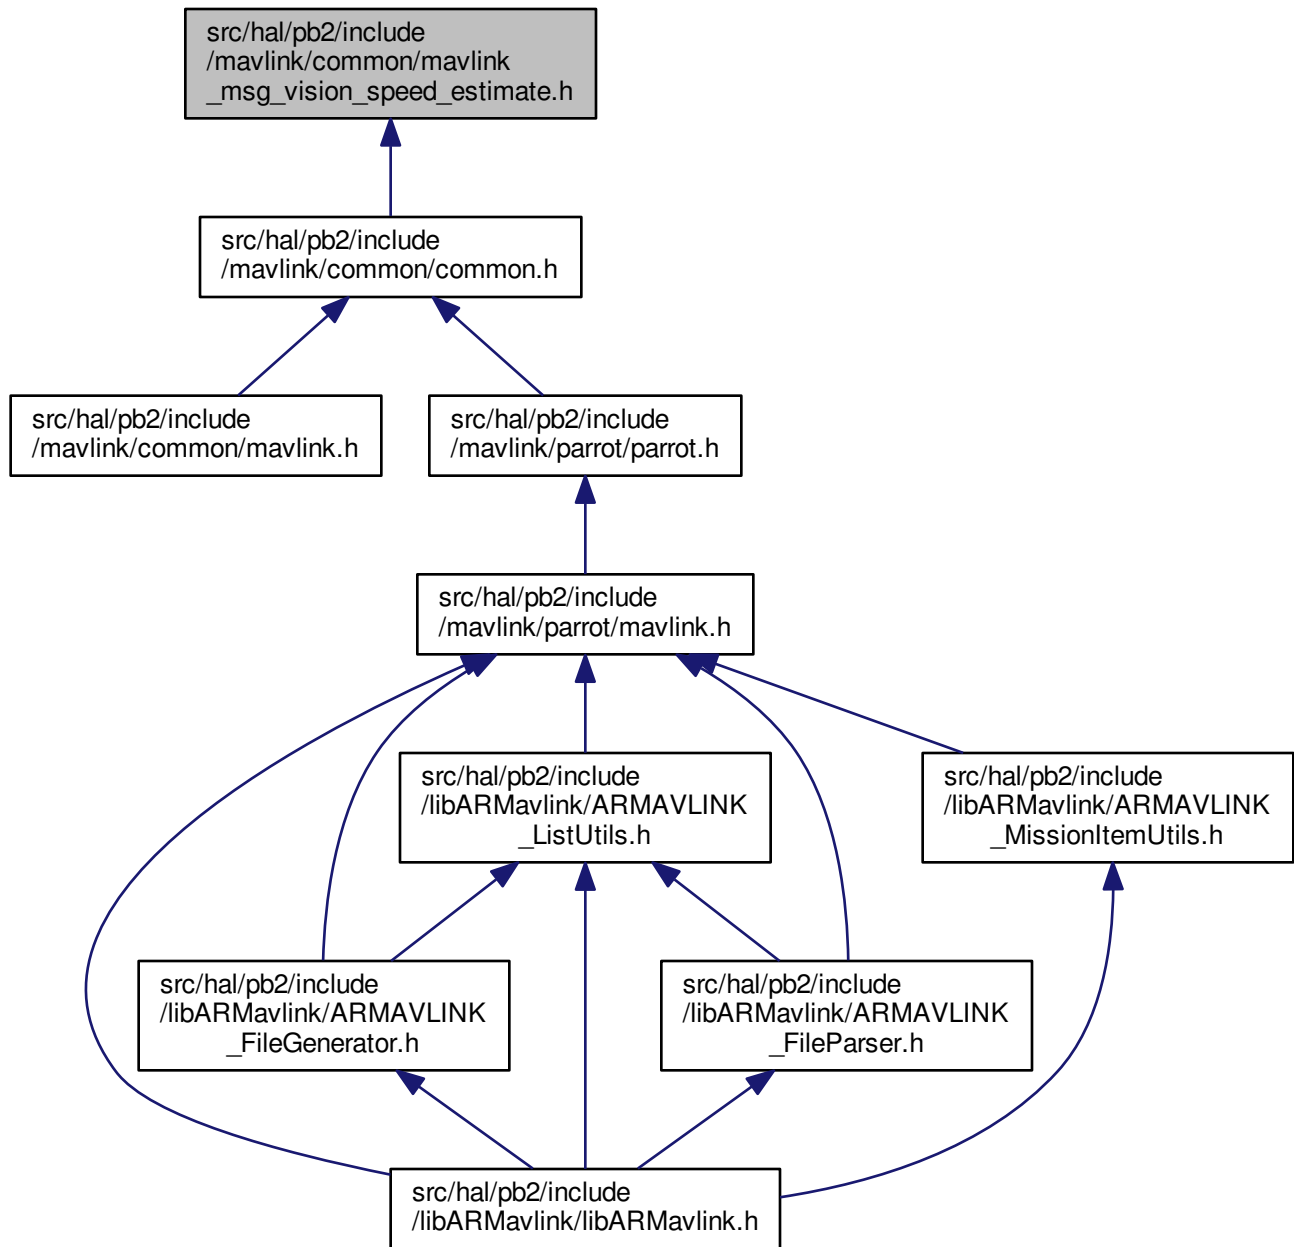 src/hal/pb2/include
/mavlink/common/mavlink
_msg_vision_speed_estimate.h
src/hal/pb2/include
/mavlink/common/common.h
src/hal/pb2/include
/mavlink/common/mavlink.h
src/hal/pb2/include
/mavlink/parrot/parrot.h
src/hal/pb2/include
/mavlink/parrot/mavlink.h
src/hal/pb2/include
/libARMavlink/ARMAVLINK
_ListUtils.h
src/hal/pb2/include
/libARMavlink/ARMAVLINK
_MissionItemUtils.h
src/hal/pb2/include
/libARMavlink/ARMAVLINK
_FileGenerator.h
src/hal/pb2/include
/libARMavlink/ARMAVLINK
_FileParser.h
src/hal/pb2/include
/libARMavlink/libARMavlink.h